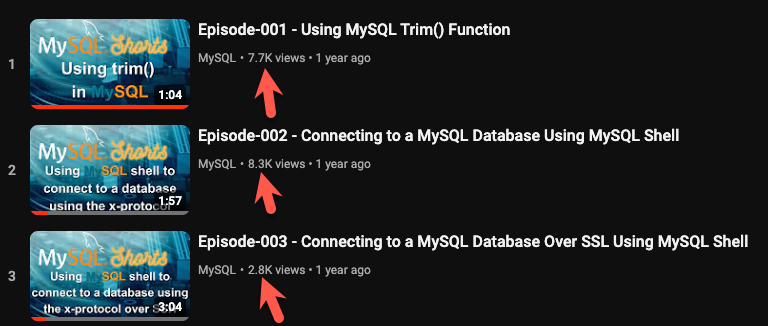 1
MySQL Shorts
Using trim()
in MySQL
1:04
Episode-001 - Using MySQL Trim() Function
MySQL • 7.7K views • 1 year ago
2
MySQL Shorts
Using MySQL shell to
connect to a database
using the x-protocol
1:57
Episode-002 - Connecting to a MySQL Database Using MySQL Shell
MySQL • 8.3K views • 1 year ago
3
MySQL Shorts
Using MySQL shell to
connect to a database using
the x-protocol over SSL
3:04
Episode-003 - Connecting to a MySQL Database Over SSL Using MySQL Shell
MySQL • 2.8K views • 1 year ago